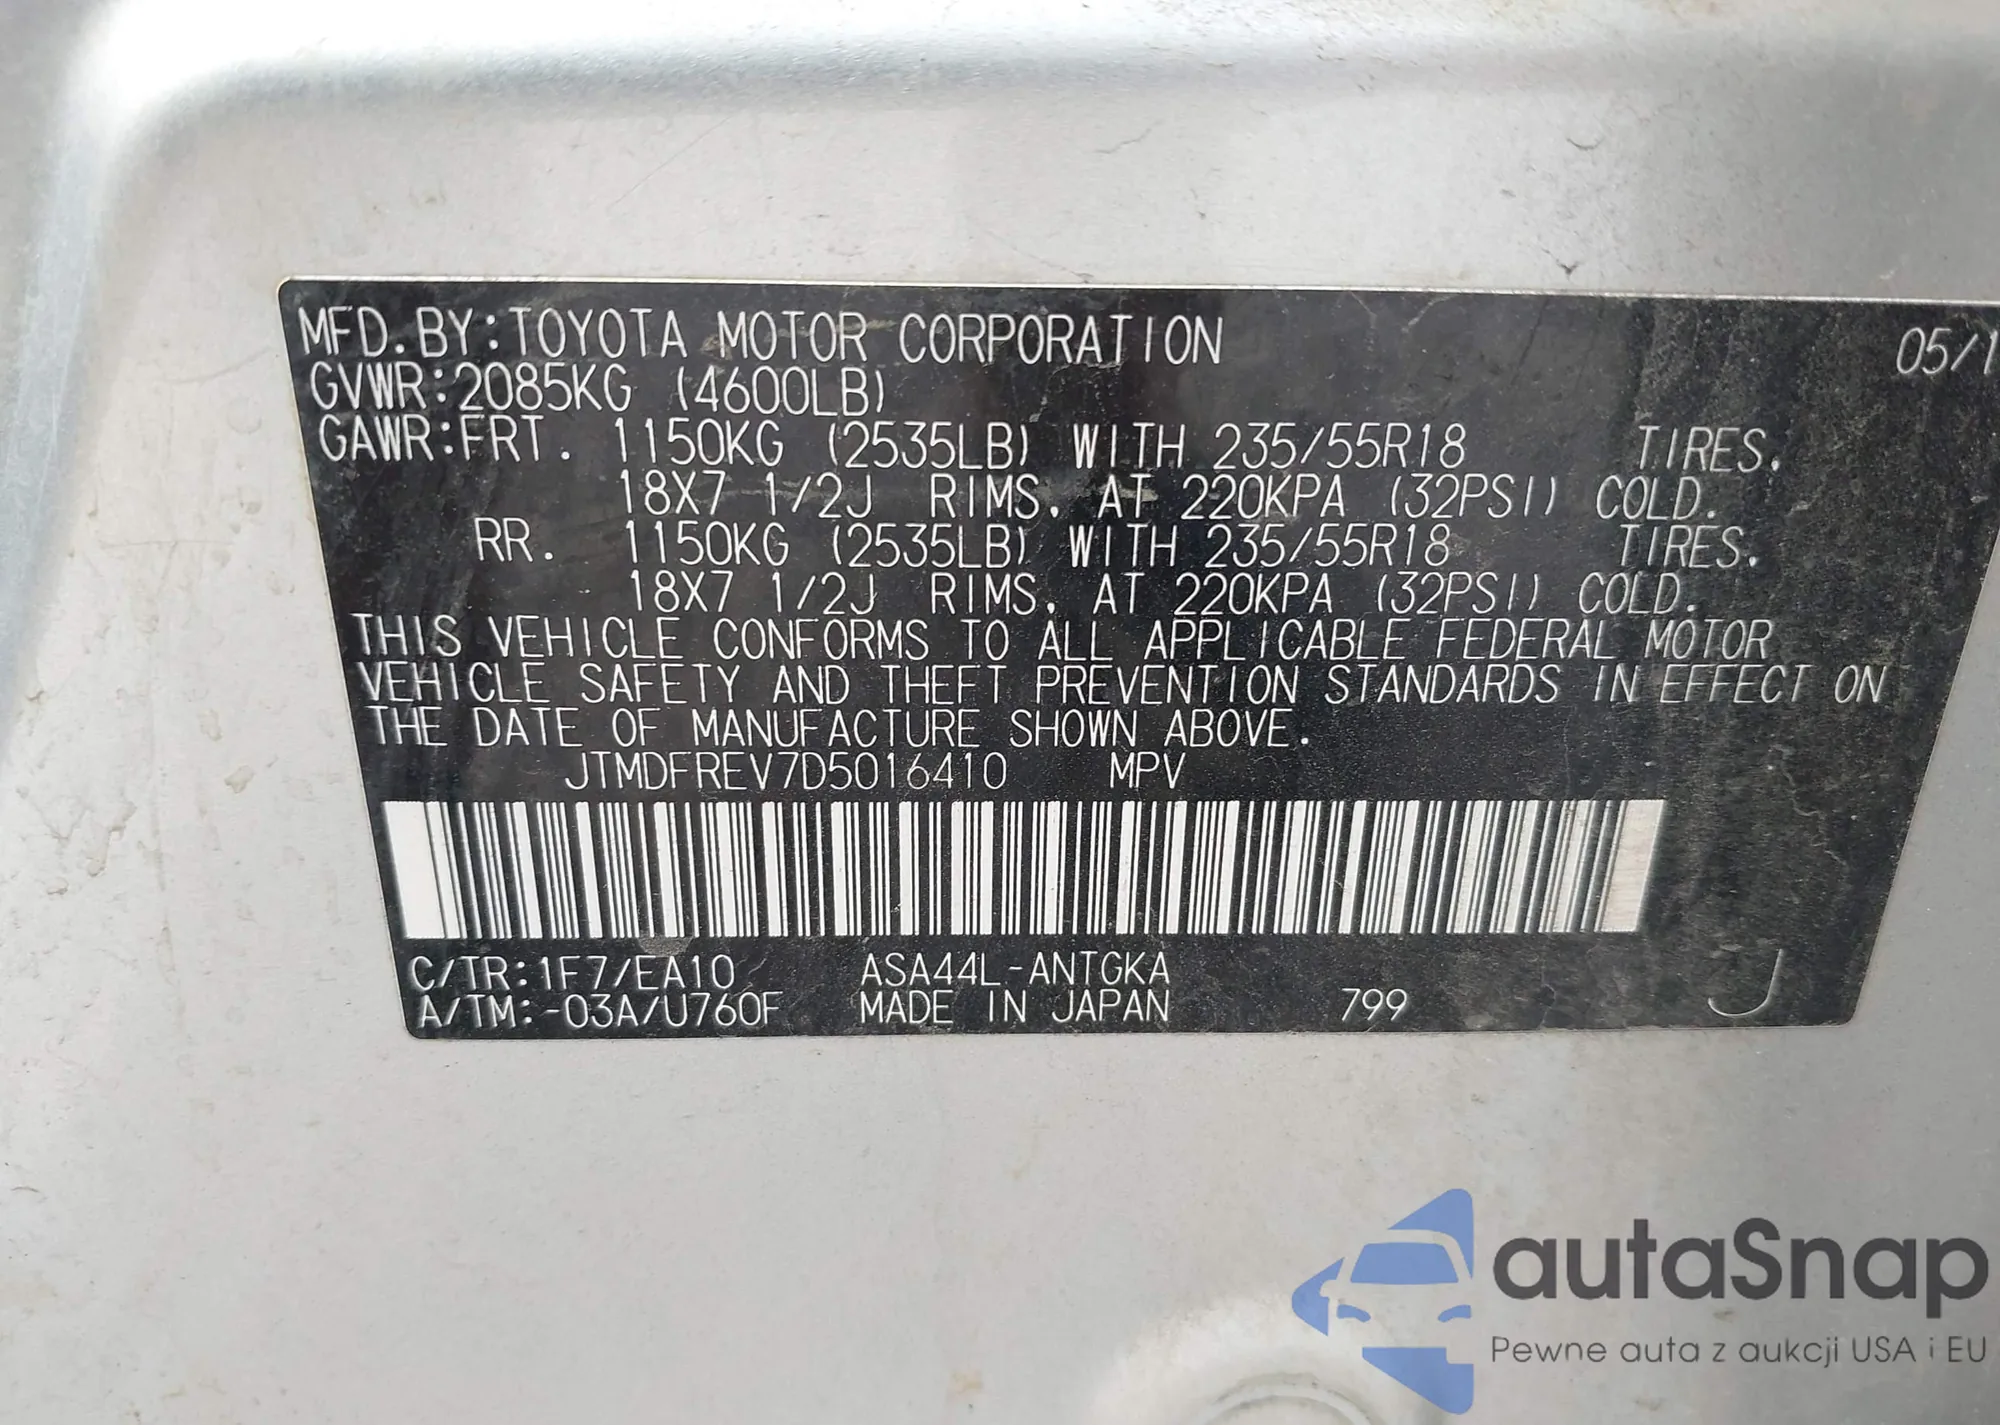 MFD. BY: TOYOTA MOTOR CORPORATION 05/1
GVWR: 2085KG (4600LB)
GAWR: FRT. 1150KG (2535LB) WITH 235/55R18 TIRES,
18X7 1/2J RIMS, AT 220KPA (32PSI) COLD.
RR. 1150KG (2535LB) WITH 235/55R18 TIRES,
18X7 1/2J RIMS, AT 220KPA (32PSI) COLD.
THIS VEHICLE CONFORMS TO ALL APPLICABLE FEDERAL MOTOR
VEHICLE SAFETY AND THEFT PREVENTION STANDARDS IN EFFECT ON
THE DATE OF MANUFACTURE SHOWN ABOVE.
JTMDFREV7D5016410 MPV
C/TR: 1F7/EA10 ASA44L-ANTGKA
A/TM: -03A/U760F MADE IN JAPAN 799 J
autaSnap
Pewne auta z aukcji USA i EU